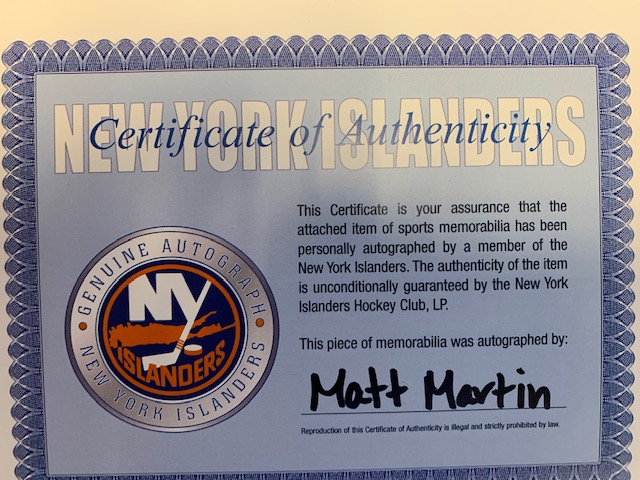 NEW YORK ISLANDERS
Certificate of Authenticity
This Certificate is your assurance that the
attached item of sports memorabilia has been
personally autographed by a member of the
New York Islanders. The authenticity of the item
is unconditionally guaranteed by the New York
Islanders Hockey Club, LP.
GENUINE AUTOGRAPH
NY
ISLANDERS
NEW YORK ISLANDERS
This piece of memorabilia was autographed by:
Matt Martin
Reproduction of this Certificate of Authenticity is illegal and strictly prohibited by law.